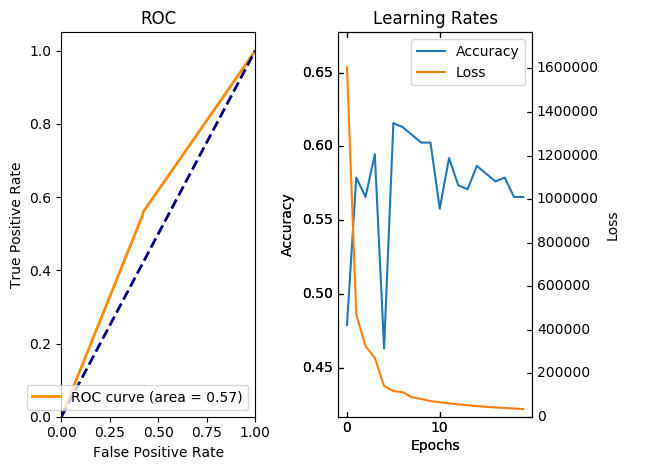 ROC
1.0
0.8
0.6
0.4
0.2
0.0
True Positive Rate
ROC curve (area = 0.57)
0.00 0.25 0.50 0.75 1.00
False Positive Rate
Learning Rates
Accuracy
Loss
0.65
0.60
0.55
0.50
0.45
Accuracy
1600000
1400000
1200000
1000000
800000
600000
400000
200000
0
Loss
0 10
Epochs